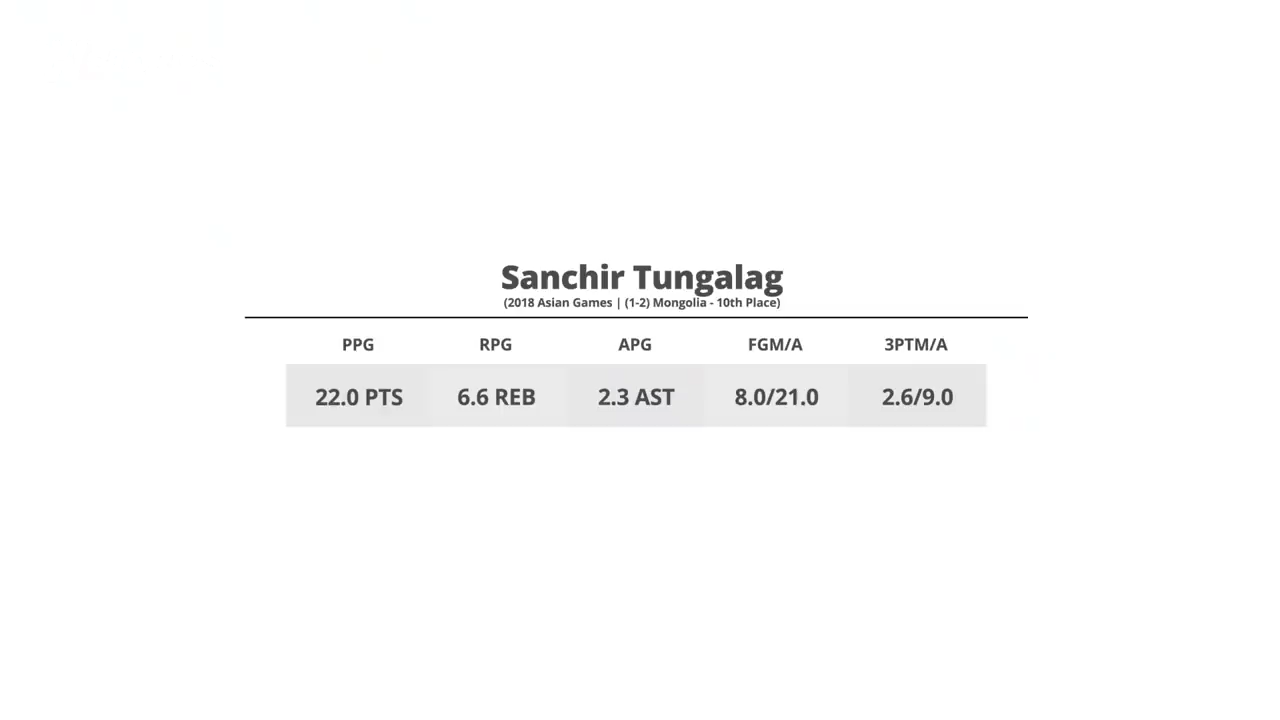 Sanchir Tungalag
(2018 Asian Games | (1-2) Mongolia - 10th Place)
PPG RPG APG FGM/A 3PTM/A
22.0 PTS 6.6 REB 2.3 AST 8.0/21.0 2.6/9.0